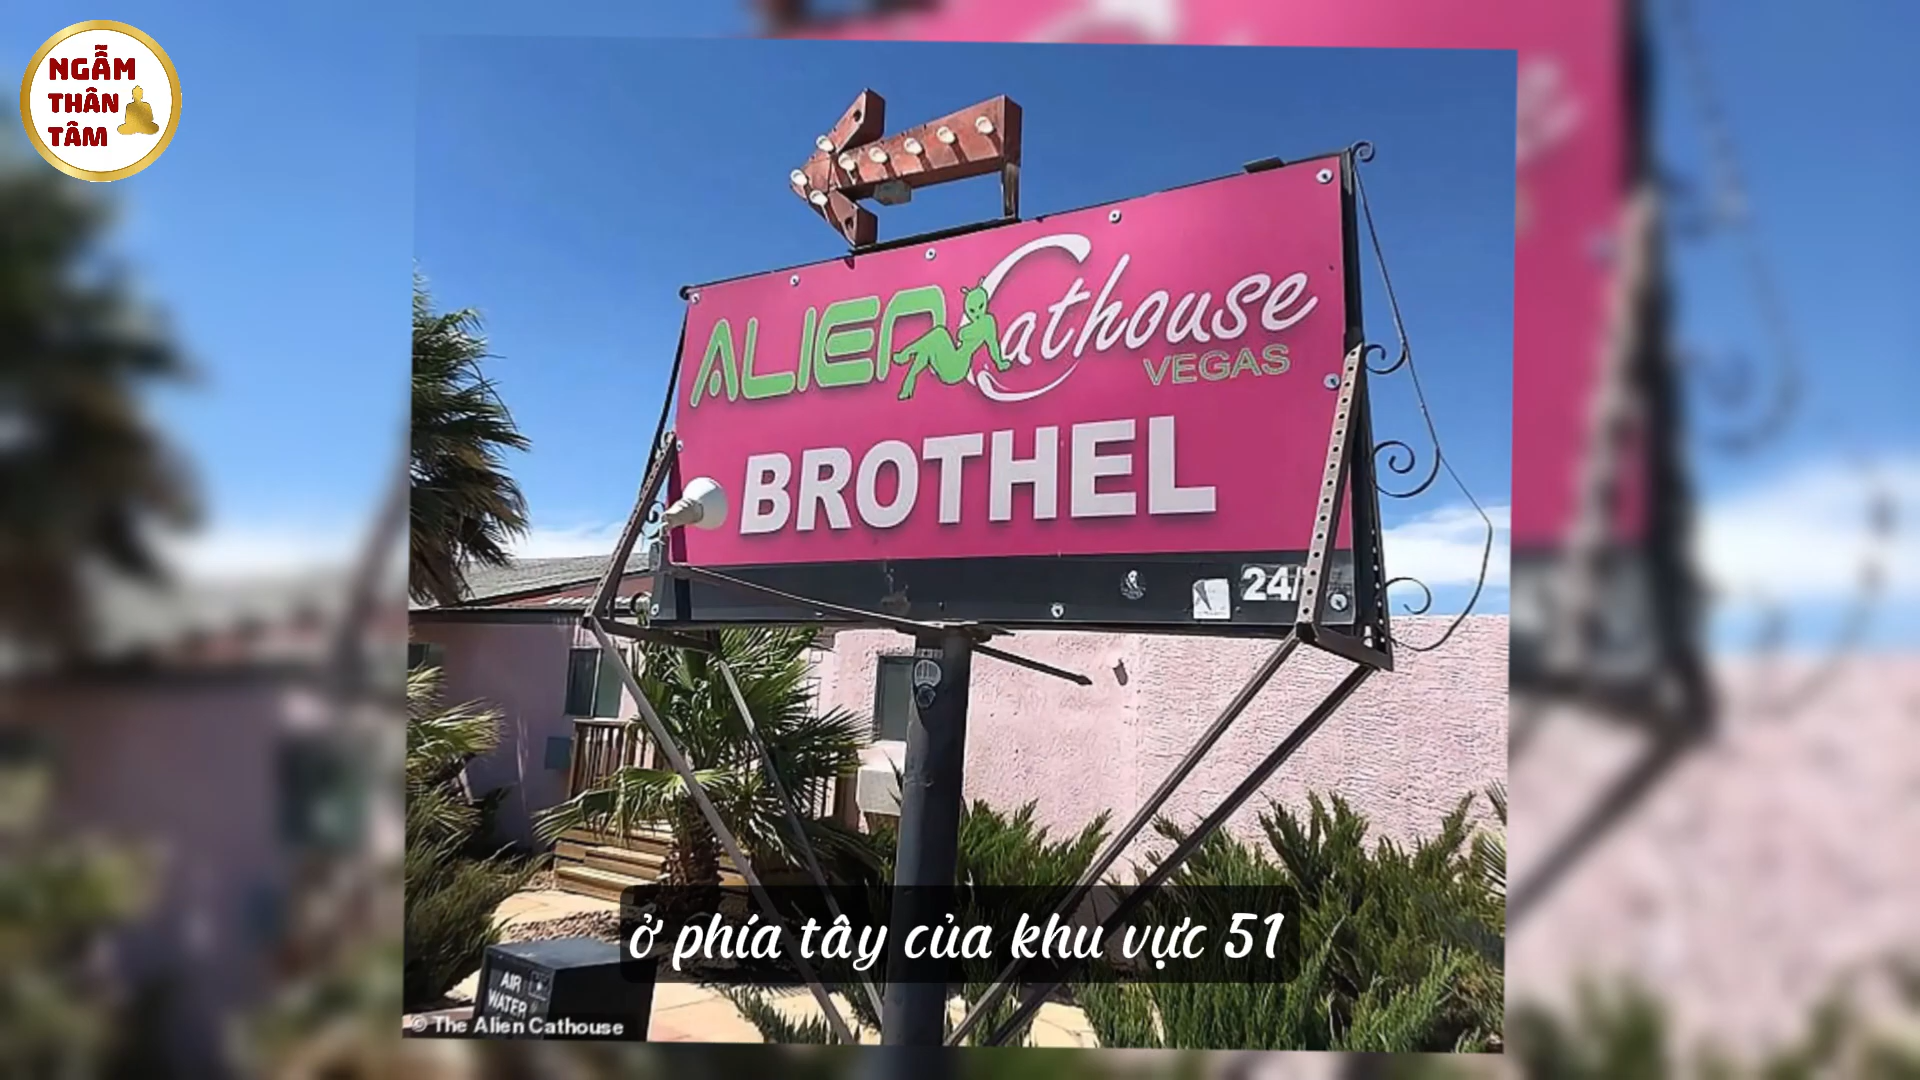 NGẪM
THÂN
TÂM
ALIEN Cathouse
VEGAS
BROTHEL
24/
ở phía tây của khu vực 51
AIR
WATER
© The Alien Cathouse